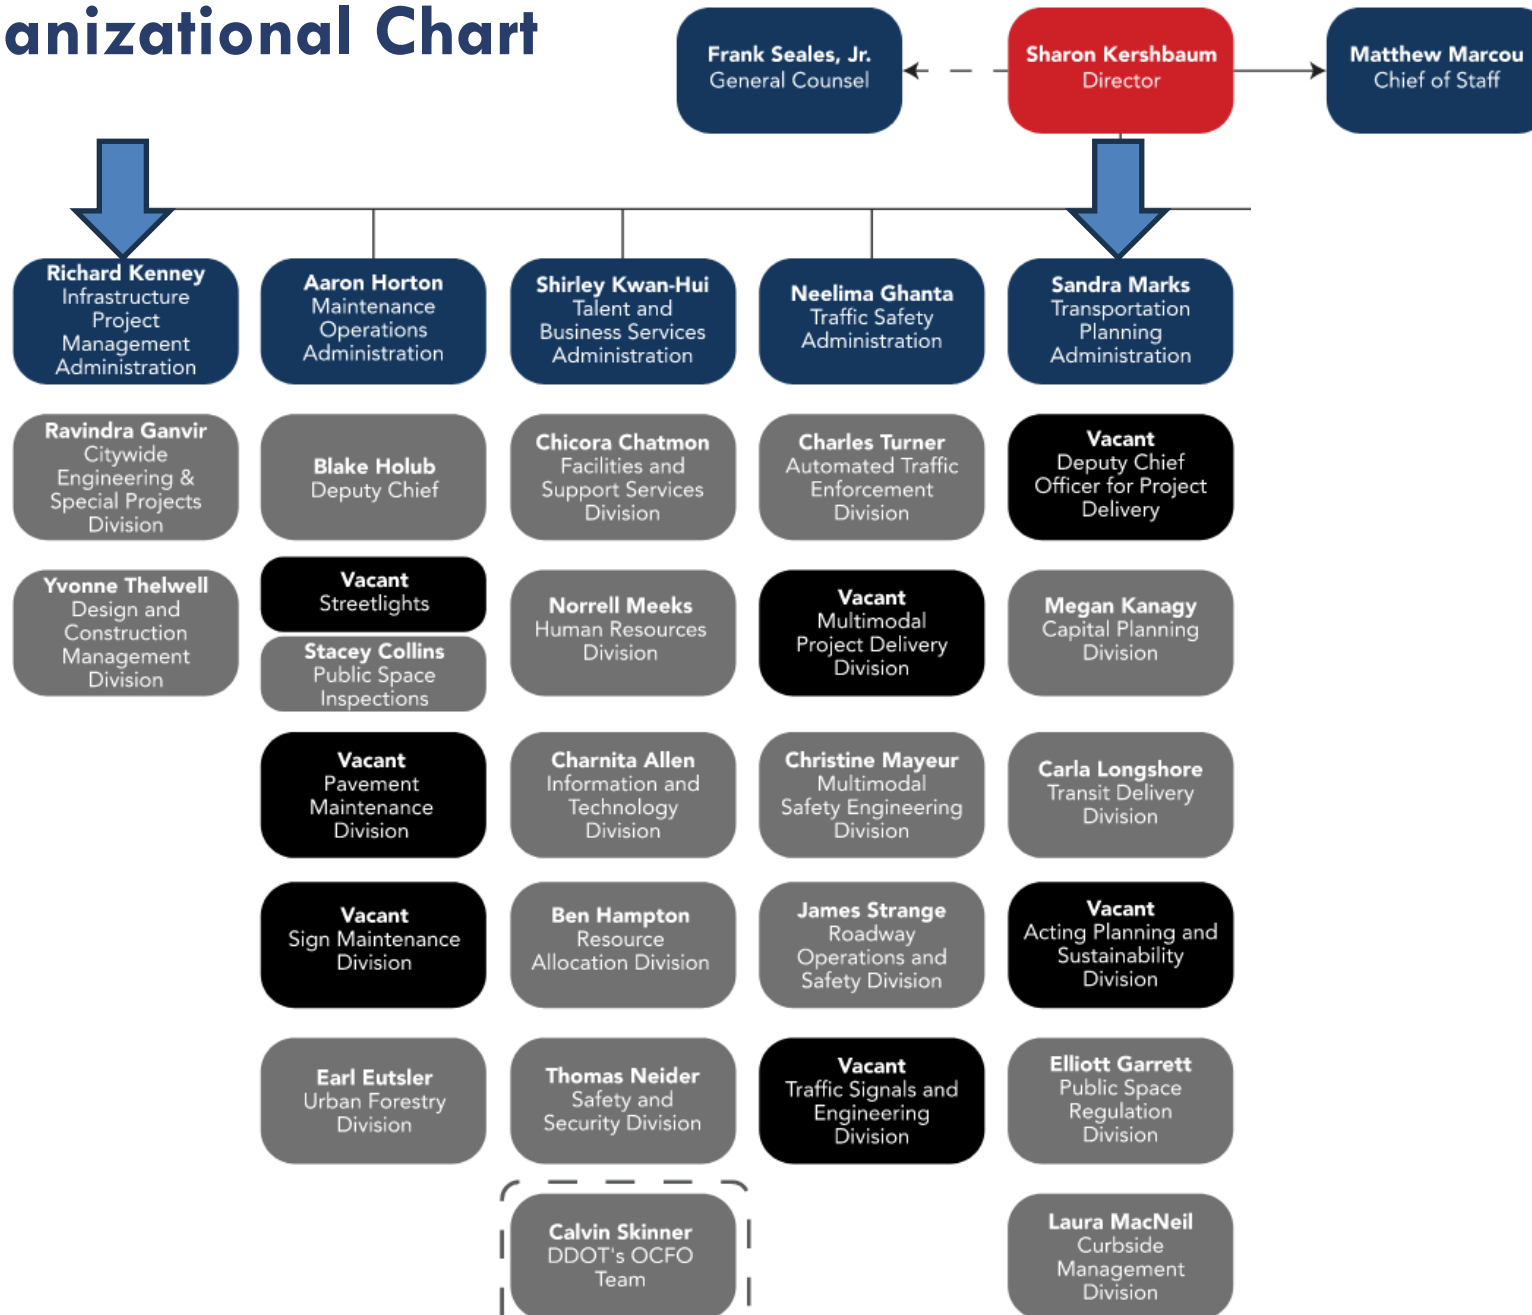 anizational Chart
Frank Seales, Jr.
General Counsel
Sharon Kershbaum
Director
Matthew Marcou
Chief of Staff
Richard Kenney
Infrastructure
Project
Management
Administration
Aaron Horton
Maintenance
Operations
Administration
Shirley Kwan-Hui
Talent and
Business Services
Administration
Neelima Ghanta
Traffic Safety
Administration
Sandra Marks
Transportation
Planning
Administration
Ravindra Ganvir
Citywide
Engineering &
Special Projects
Division
Blake Holub
Deputy Chief
Chicora Chatmon
Facilities and
Support Services
Division
Charles Turner
Automated Traffic
Enforcement
Division
Vacant
Deputy Chief
Officer for Project
Delivery
Yvonne Thelwell
Design and
Construction
Management
Division
Vacant
Streetlights
Stacey Collins
Public Space
Inspections
Norrell Meeks
Human Resources
Division
Vacant
Multimodal
Project Delivery
Division
Megan Kanagy
Capital Planning
Division
Vacant
Pavement
Maintenance
Division
Charnita Allen
Information and
Technology
Division
Christine Mayeur
Multimodal
Safety Engineering
Division
Carla Longshore
Transit Delivery
Division
Vacant
Sign Maintenance
Division
Ben Hampton
Resource
Allocation Division
James Strange
Roadway
Operations and
Safety Division
Vacant
Acting Planning and
Sustainability
Division
Earl Eutsler
Urban Forestry
Division
Thomas Neider
Safety and
Security Division
Vacant
Traffic Signals and
Engineering
Division
Elliott Garrett
Public Space
Regulation
Division
Calvin Skinner
DDOT's OCFO
Team
Laura MacNeil
Curbside
Management
Division